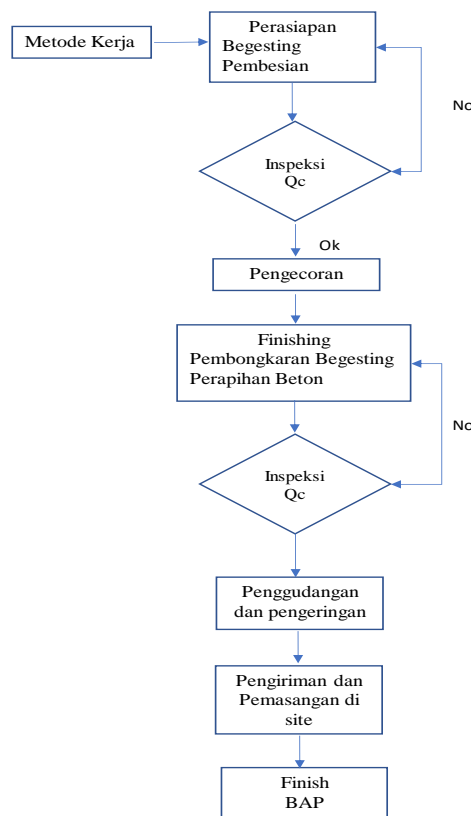 Metode Kerja
Perasiapan
Begesting
Pembesian
No
Inspeksi
Qc
Ok
Pengecoran
Finishing
Pembongkaran Begesting
Perapihan Beton
No
Inspeksi
Qc
Penggudangan
dan pengeringan
Pengiriman dan
Pemasangan di
site
Finish
BAP